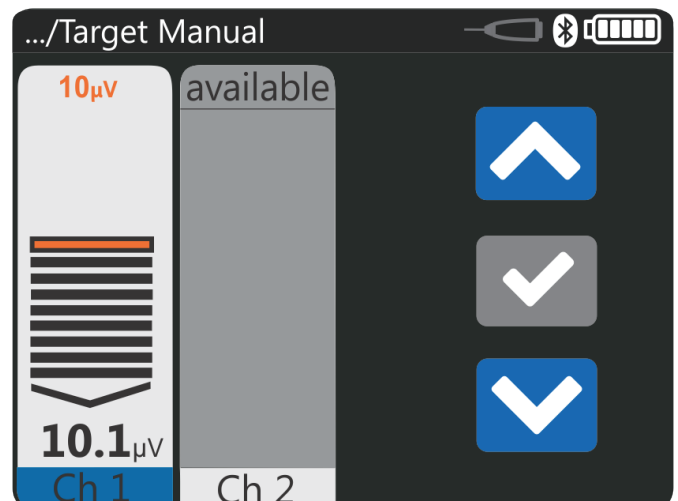 .../Target Manual
10µV
available
10.1µV
Ch 1
Ch 2